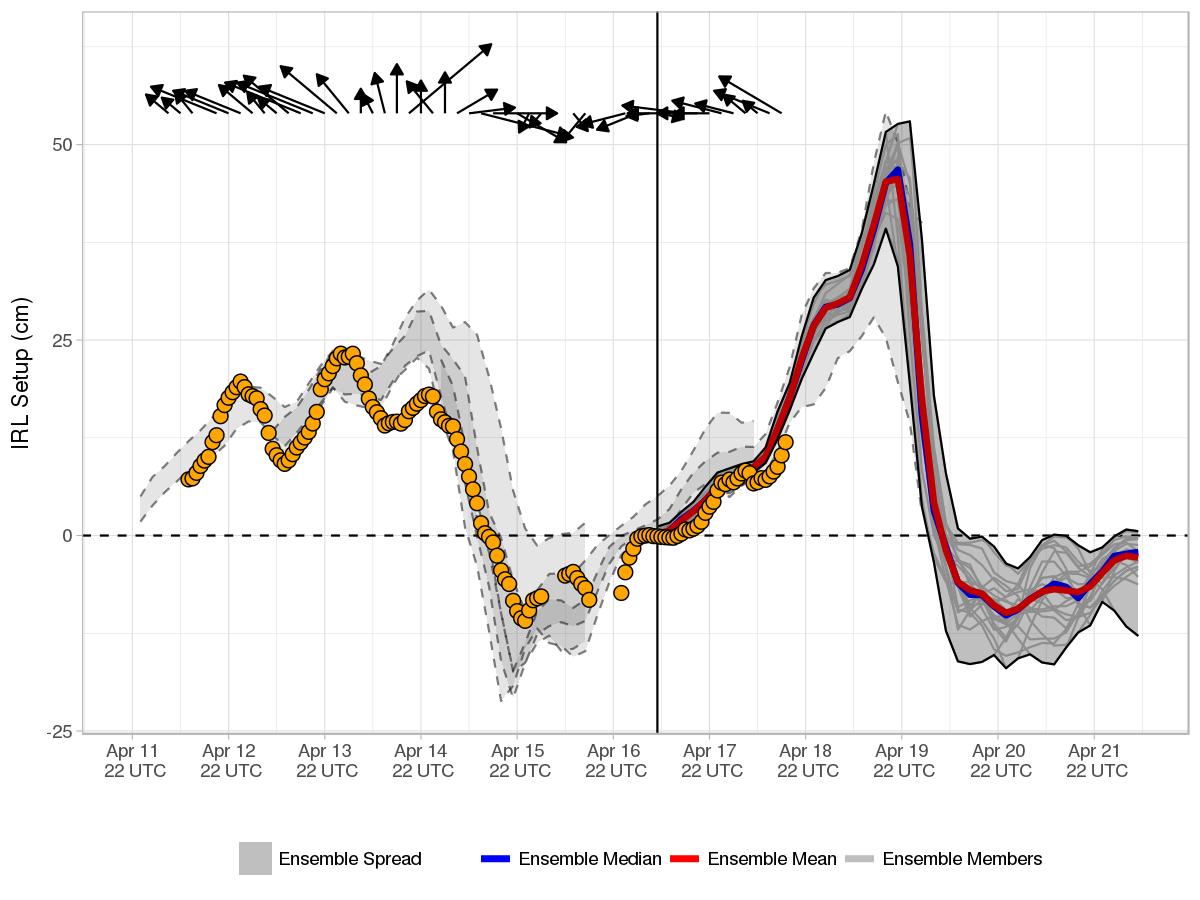 IRL Setup (cm)
50
25
0
-25
Apr 11 22 UTC
Apr 12 22 UTC
Apr 13 22 UTC
Apr 14 22 UTC
Apr 15 22 UTC
Apr 16 22 UTC
Apr 17 22 UTC
Apr 18 22 UTC
Apr 19 22 UTC
Apr 20 22 UTC
Apr 21 22 UTC
Ensemble Spread
Ensemble Median
Ensemble Mean
Ensemble Members